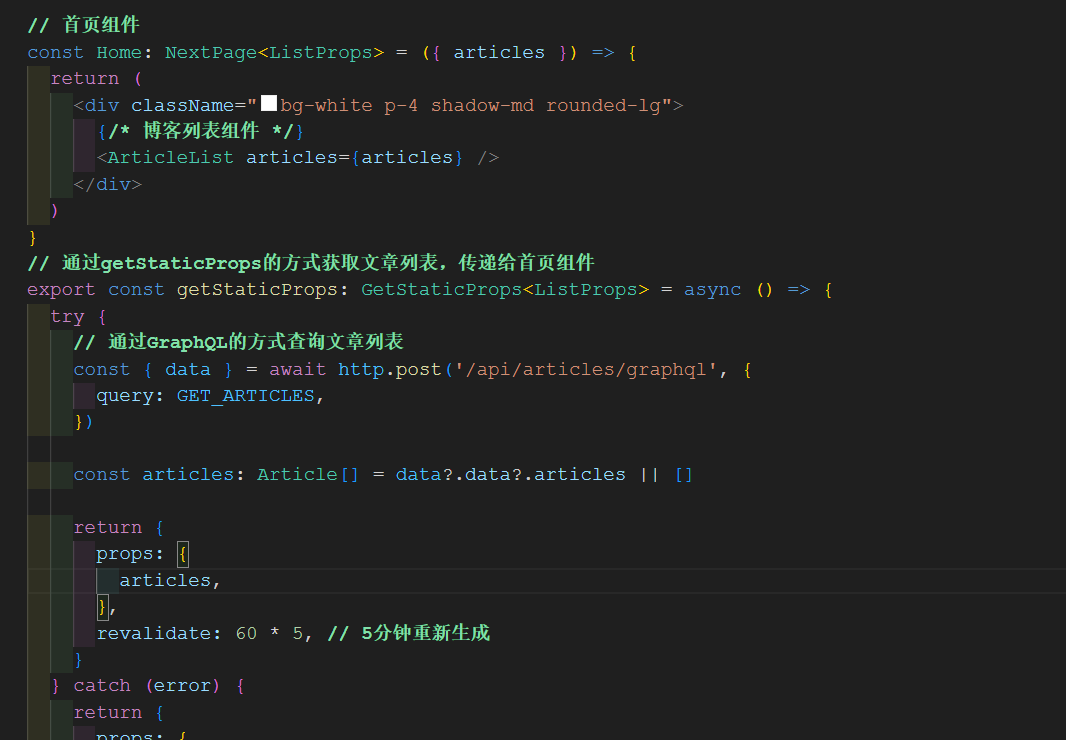 // 首页组件
const Home: NextPage<ListProps> = ({ articles }) => {
  return (
    <div className="bg-white p-4 shadow-md rounded-lg">
      {/* 博客列表组件 */}
      <ArticleList articles={articles} />
    </div>
  )
}
// 通过getStaticProps的方式获取文章列表，传递给首页组件
export const getStaticProps: GetStaticProps<ListProps> = async () => {
  try {
    // 通过GraphQL的方式查询文章列表
    const { data } = await http.post('/api/articles/graphql', {
      query: GET_ARTICLES,
    })

    const articles: Article[] = data?.data?.articles || []

    return {
      props: {
        articles,
      },
      revalidate: 60 * 5, // 5分钟重新生成
    }
  } catch (error) {
    return {
      props: {